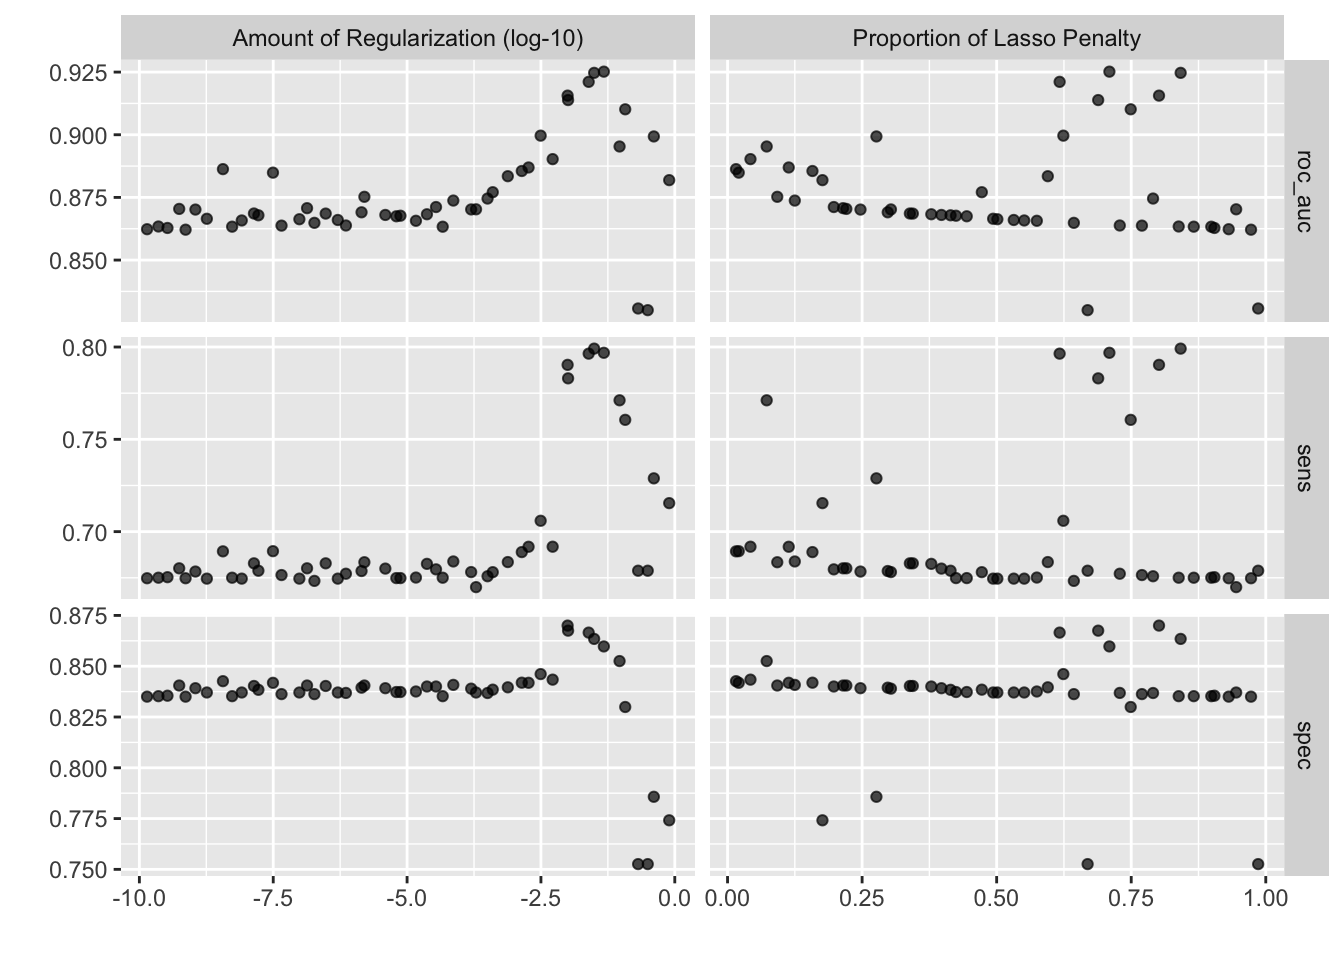 Amount of Regularization (log-10)
Proportion of Lasso Penalty
0.925
0.900
0.875
0.850
roc_auc
0.80
0.75
0.70
sens
0.875
0.850
0.825
0.800
0.775
0.750
spec
-10.0 -7.5 -5.0 -2.5 0.0 0.00 0.25 0.50 0.75 1.00